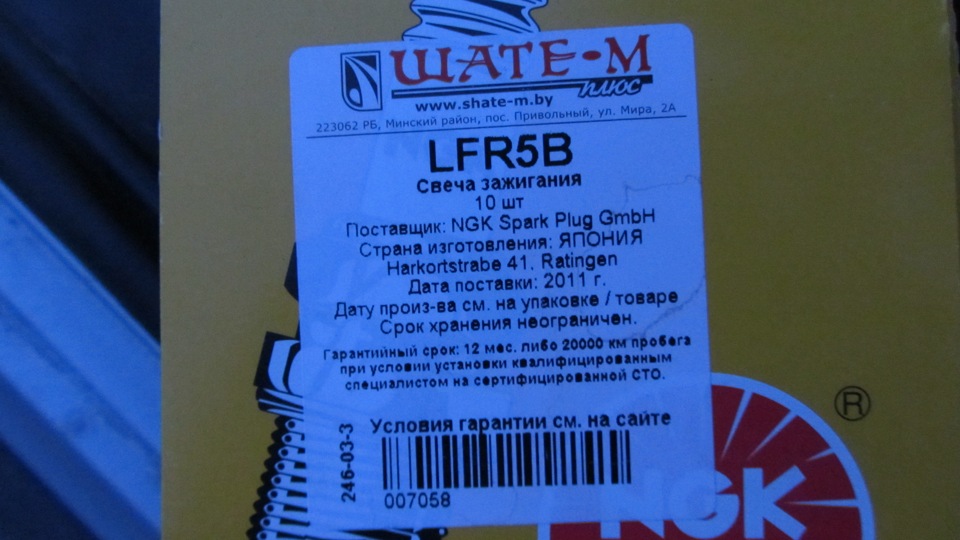 ШАТЕ-М
плюс
www.shate-m.by
223062 РБ, Минский район, пос. Привольный, ул. Мира, 2А
LFR5B
Свеча зажигания
10 шт
Поставщик: NGK Spark Plug GmbH
Страна изготовления: ЯПОНИЯ
Harkortstrabe 41, Ratingen
Дата поставки: 2011 г.
Дату произ-ва см. на упаковке / товаре
Срок хранения неограничен.
Гарантийный срок: 12 мес. либо 20000 км пробега
при условии установки квалифицированным
специалистом на сертифицированной СТО.
Условия гарантии см. на сайте
246-03-3
007058
®
NGK